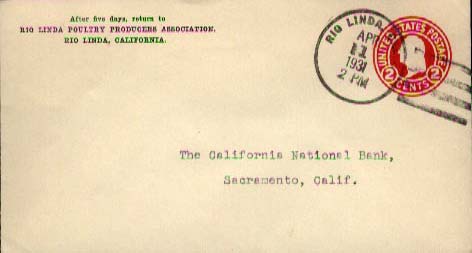 After five days, return to
RIO LINDA POULTRY PRODUCERS ASSOCIATION.
RIO LINDA, CALIFORNIA.
RIO LINDA
APR
1931
2 PM
UNITED STATES POSTAGE
2 2
CENTS
The California National Bank,
Sacramento, Calif.